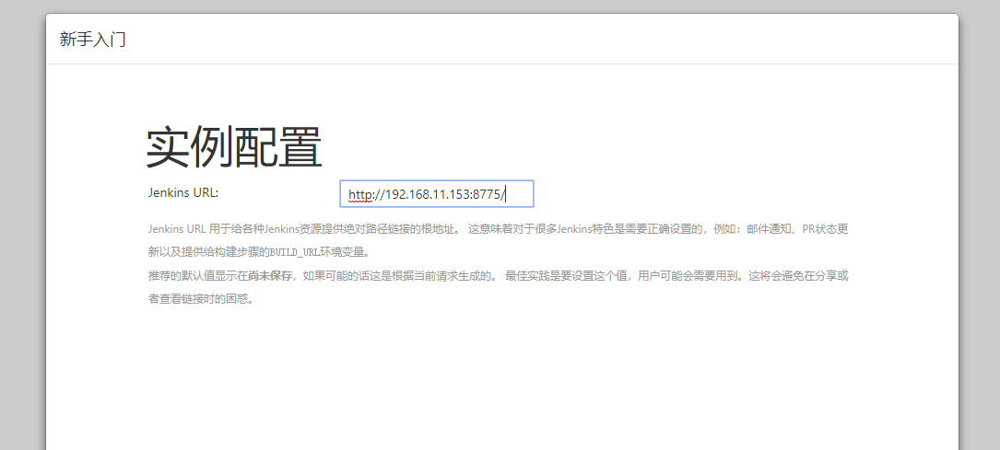 新手入门
实例配置
Jenkins URL: http://192.168.11.153:8775/
Jenkins URL 用于给各种Jenkins资源提供绝对路径链接的根地址。 这意味着对于很多Jenkins特色是需要正确设置的，例如：邮件通知、PR状态更
新以及提供给构建步骤的BUILD_URL环境变量。
推荐的默认值显示在尚未保存，如果可能的话这是根据当前请求生成的。 最佳实践是要设置这个值，用户可能会需要用到。这将会避免在分享或
者查看链接时的困惑。